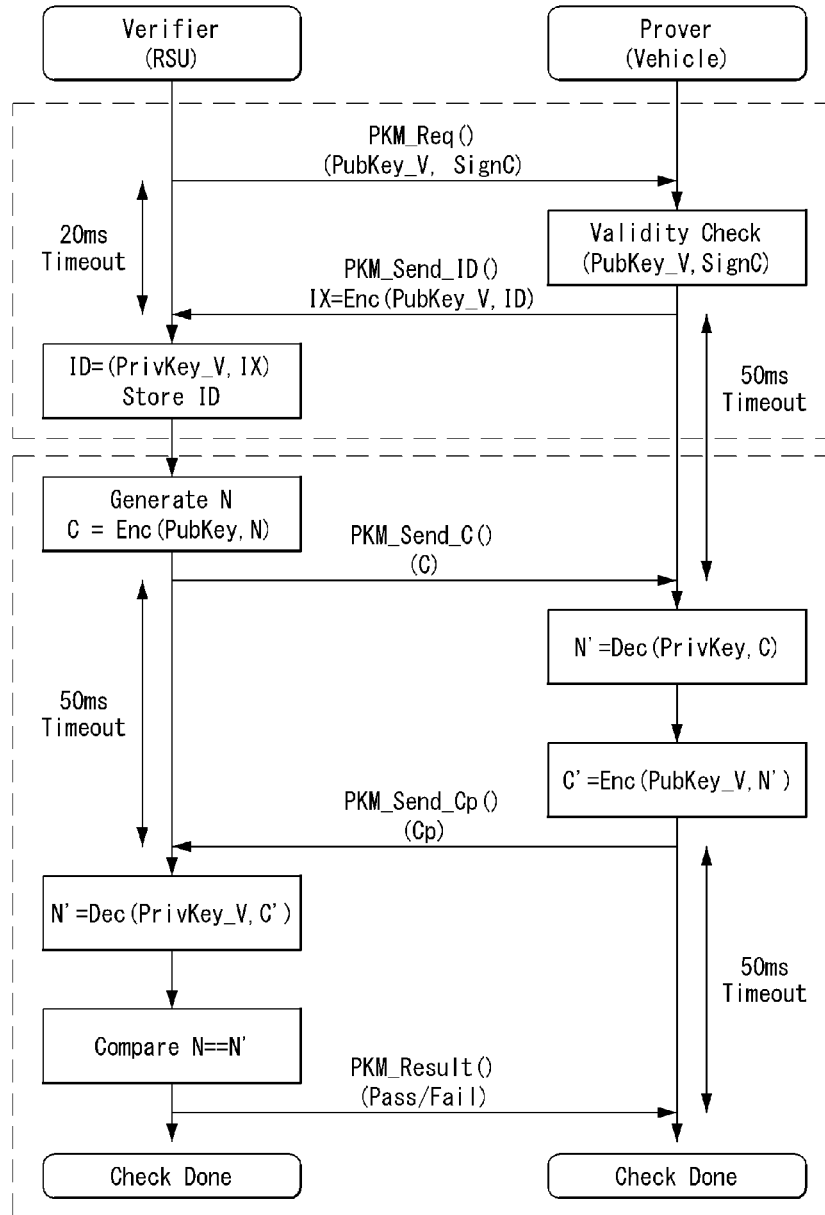 Verifier
(RSU)
Prover
(Vehicle)
PKM_Req()
(PubKey_V, SignC)
20ms
Timeout
Validity Check
(PubKey_V,SignC)
PKM_Send_ID()
IX=Enc(PubKey_V,ID)
ID=(PrivKey_V,IX)
Store ID
50ms
Timeout
Generate N
C = Enc(PubKey,N)
PKM_Send_C()
(C)
N'=Dec(PrivKey,C)
50ms
Timeout
C'=Enc(PubKey_V,N')
PKM_Send_Cp()
(Cp)
N'=Dec(PrivKey_V,C')
50ms
Timeout
Compare N==N'
PKM_Result()
(Pass/Fail)
Check Done
Check Done